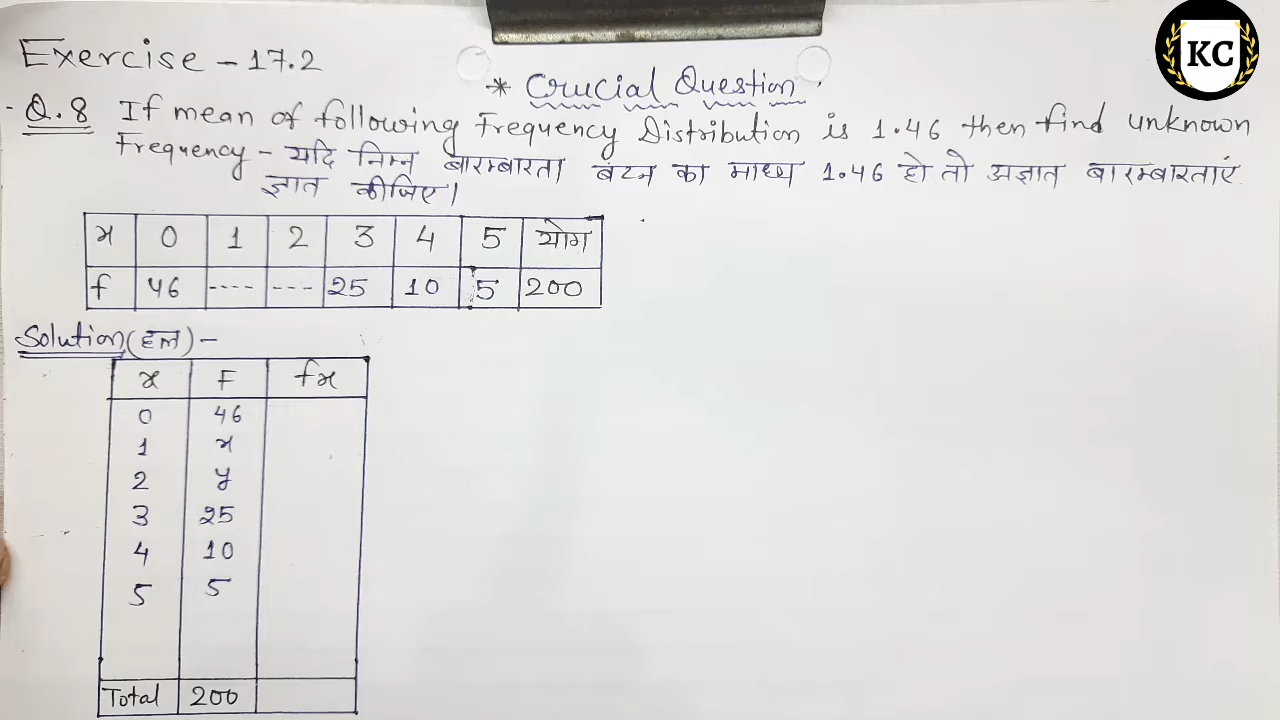 KC
Exercise - 17.2
* Crucial Question
Q.8 If mean of following Frequency Distribution is 1.46 then find unknown
Frequency - यदि निम्न बारम्बारता बंटन का माध्य 1.46 हो तो अज्ञात बारम्बारताएं
ज्ञात कीजिए।
x 0 1 2 3 4 5 योग
f 46 ---- --- 25 10 5 200
Solution (हल) -
x F fx
0 46
1 x
2 y
3 25
4 10
5 5
Total 200